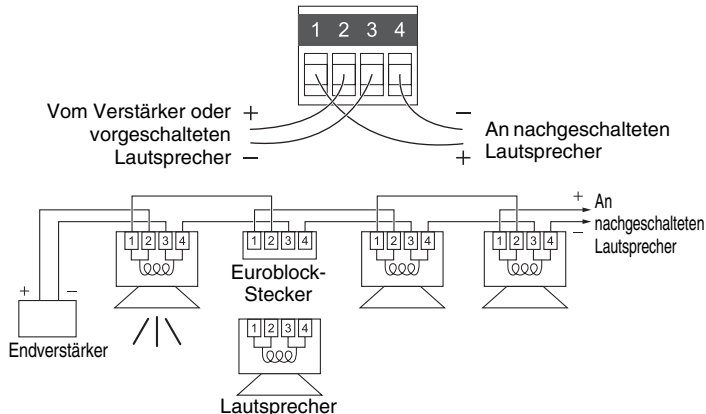 1 2 3 4
Vom Verstärker oder
vorgeschalteten
Lautsprecher
+
−
−
+
An nachgeschalteten
Lautsprecher
+
−
An
nachgeschalteten
Lautsprecher
1 2 3 4
1 2 3 4
1 2 3 4
1 2 3 4
Euroblock-
Stecker
+ −
Endverstärker
1 2 3 4
Lautsprecher